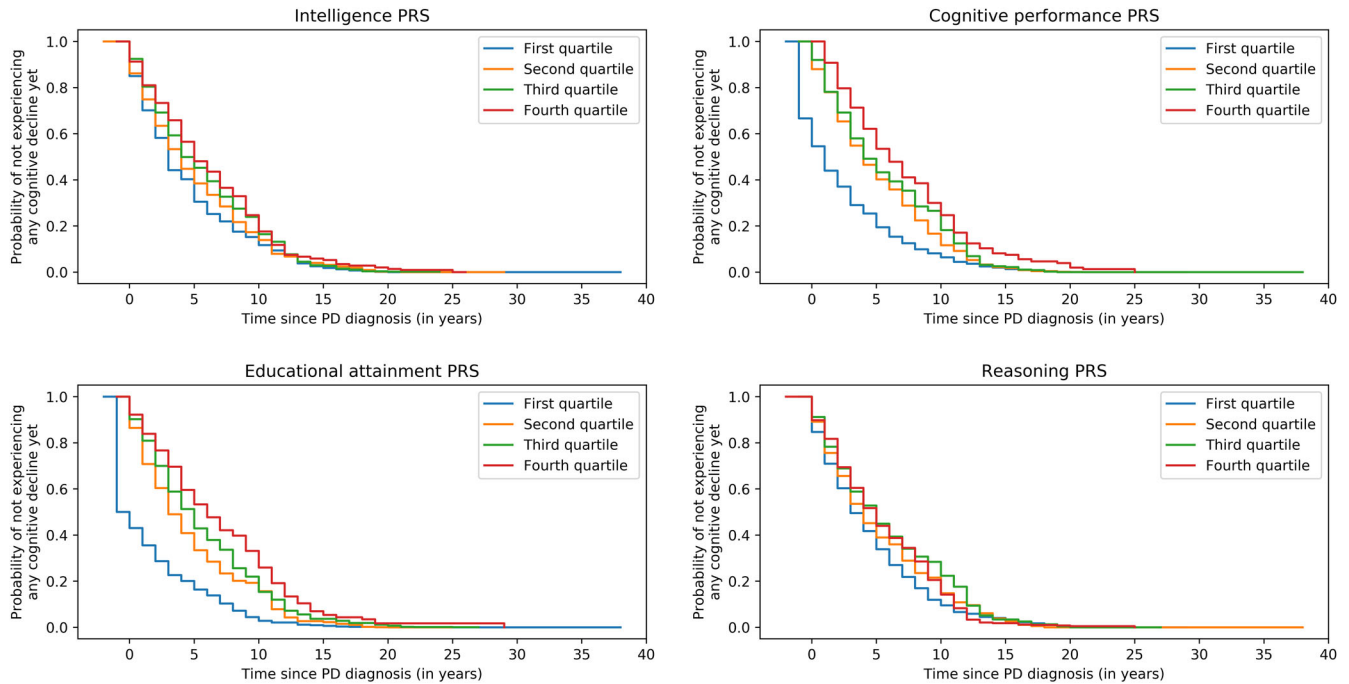 Intelligence PRS
Probability of not experiencing
any cognitive decline yet
1.0
0.8
0.6
0.4
0.2
0.0
First quartile
Second quartile
Third quartile
Fourth quartile
0 5 10 15 20 25 30 35 40
Time since PD diagnosis (in years)
Cognitive performance PRS
Probability of not experiencing
any cognitive decline yet
1.0
0.8
0.6
0.4
0.2
0.0
First quartile
Second quartile
Third quartile
Fourth quartile
0 5 10 15 20 25 30 35 40
Time since PD diagnosis (in years)
Educational attainment PRS
Probability of not experiencing
any cognitive decline yet
1.0
0.8
0.6
0.4
0.2
0.0
First quartile
Second quartile
Third quartile
Fourth quartile
0 5 10 15 20 25 30 35 40
Time since PD diagnosis (in years)
Reasoning PRS
Probability of not experiencing
any cognitive decline yet
1.0
0.8
0.6
0.4
0.2
0.0
First quartile
Second quartile
Third quartile
Fourth quartile
0 5 10 15 20 25 30 35 40
Time since PD diagnosis (in years)